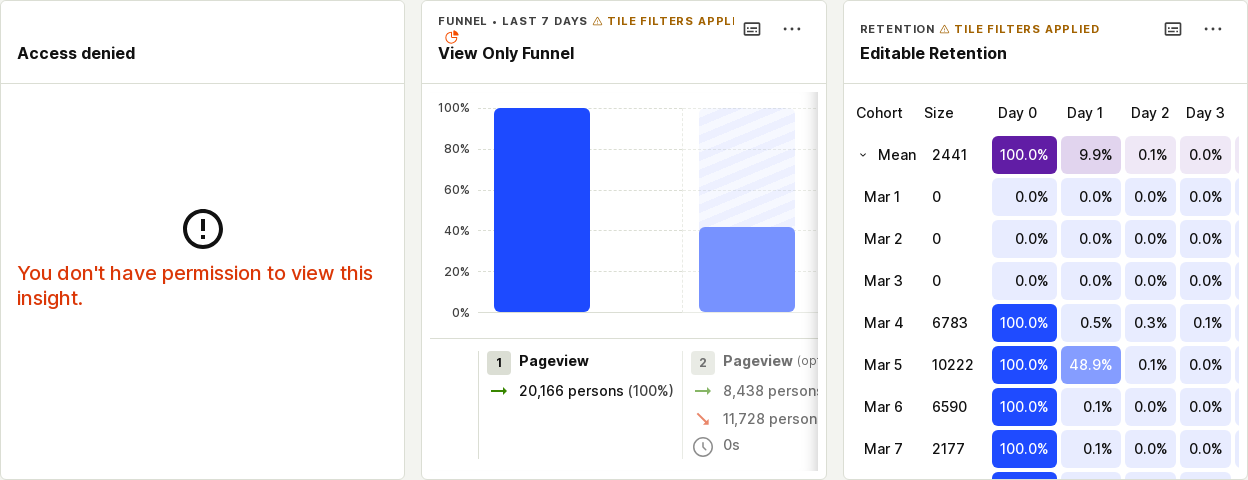 Access denied
You don't have permission to view this
insight.
FUNNEL • LAST 7 DAYS TILE FILTERS APPLI
View Only Funnel
100%
80%
60%
40%
20%
0%
1 Pageview
20,166 persons (100%)
2 Pageview (opt
8,438 persons
11,728 person
0s
RETENTION TILE FILTERS APPLIED
Editable Retention
Cohort Size Day 0 Day 1 Day 2 Day 3
Mean 2441 100.0% 9.9% 0.1% 0.0%
Mar 1 0 0.0% 0.0% 0.0% 0.0%
Mar 2 0 0.0% 0.0% 0.0% 0.0%
Mar 3 0 0.0% 0.0% 0.0% 0.0%
Mar 4 6783 100.0% 0.5% 0.3% 0.1%
Mar 5 10222 100.0% 48.9% 0.1% 0.0%
Mar 6 6590 100.0% 0.1% 0.0% 0.0%
Mar 7 2177 100.0% 0.1% 0.0% 0.0%